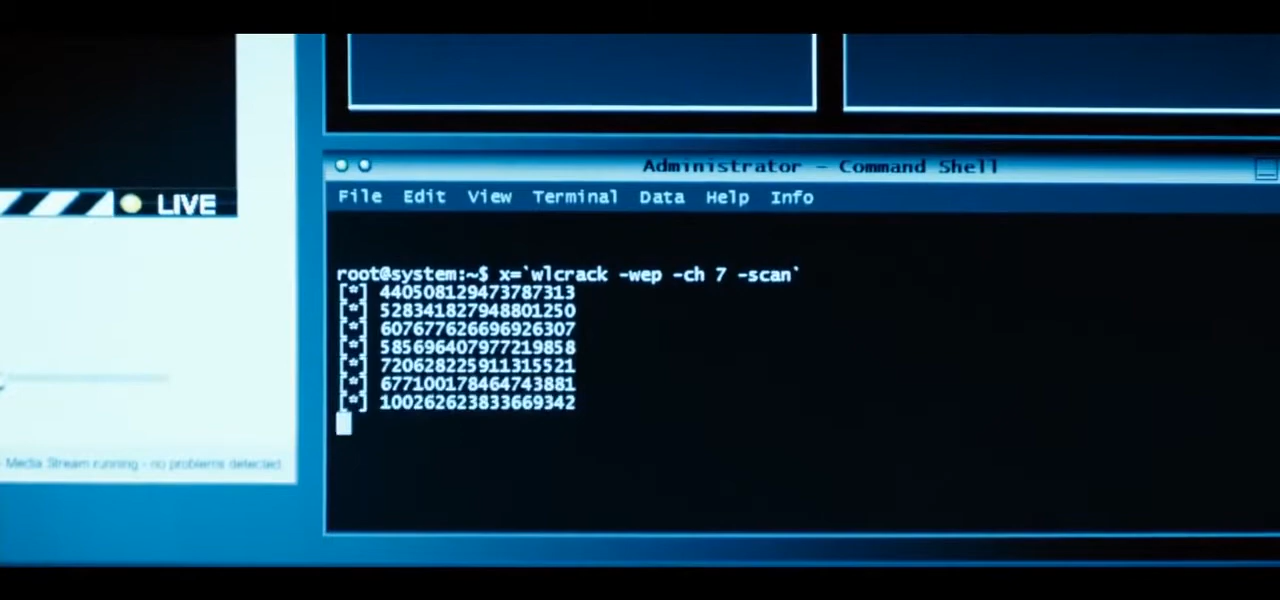 LIVE
- Media Stream running - no problems detected.
Administrator - Command Shell
File Edit View Terminal Data Help Info
root@system:~$ x=`wlcrack -wep -ch 7 -scan`
[*] 440508129473787313
[*] 528341827948801250
[*] 607677626696926307
[*] 585696407977219858
[*] 720628225911315521
[*] 677100178464743881
[*] 100262623833669342